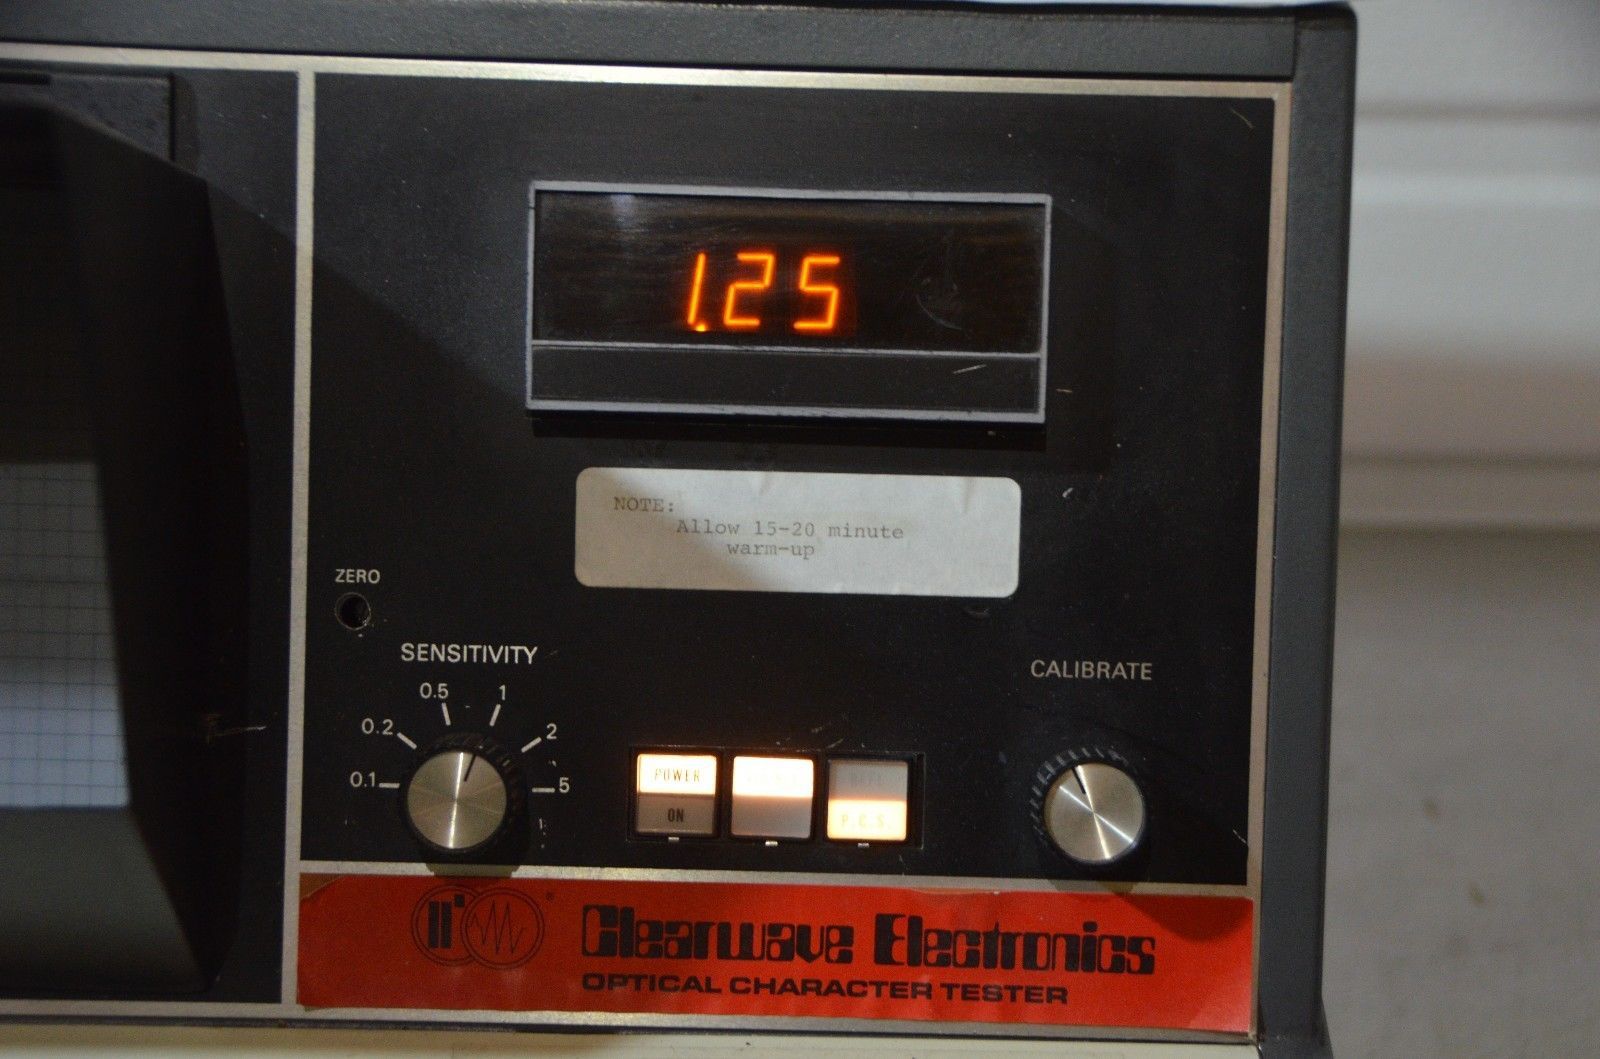 1.25
NOTE:
Allow 15-20 minute
warm-up
ZERO
SENSITIVITY
0.5 1
0.2 2
0.1 5
CALIBRATE
POWER
ON
P.C.S.
Clearwave Electronics
OPTICAL CHARACTER TESTER